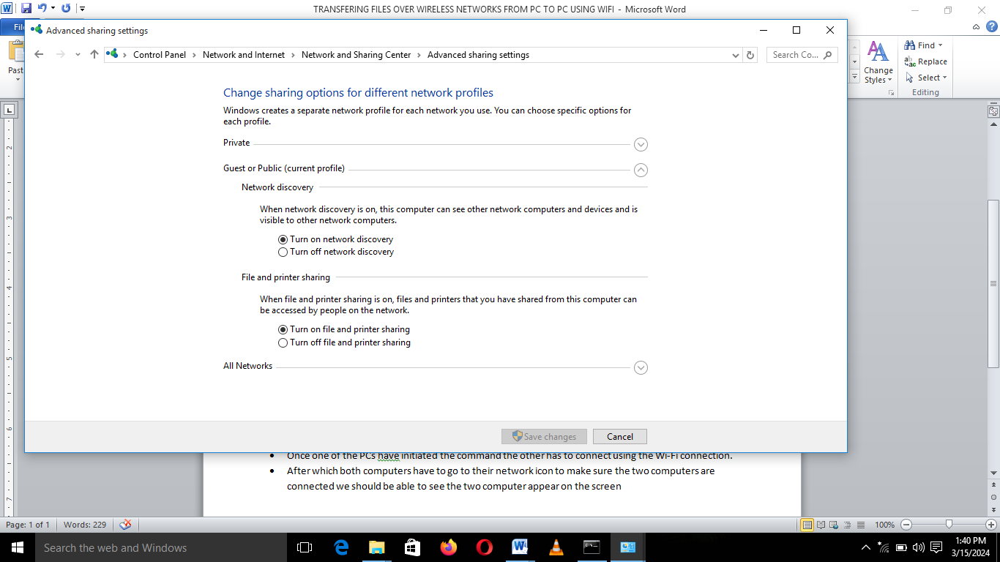 TRANSFERING FILES OVER WIRELESS NETWORKS FROM PC TO PC USING WIFI - Microsoft Word
Advanced sharing settings
Control Panel > Network and Internet > Network and Sharing Center > Advanced sharing settings
Search Co...
Find
Replace
Select
Change
Styles
Editing
Change sharing options for different network profiles
Windows creates a separate network profile for each network you use. You can choose specific options for
each profile.
Private
Guest or Public (current profile)
Network discovery
When network discovery is on, this computer can see other network computers and devices and is
visible to other network computers.
Turn on network discovery
Turn off network discovery
File and printer sharing
When file and printer sharing is on, files and printers that you have shared from this computer can
be accessed by people on the network.
Turn on file and printer sharing
Turn off file and printer sharing
All Networks
Save changes
Cancel
• Once one of the PCs have initiated the command the other has to connect using the Wi-Fi connection.
• After which both computers have to go to their network icon to make sure the two computers are
connected we should be able to see the two computer appear on the screen
Page: 1 of 1
Words: 229
100%
Search the web and Windows
1:40 PM
3/15/2024